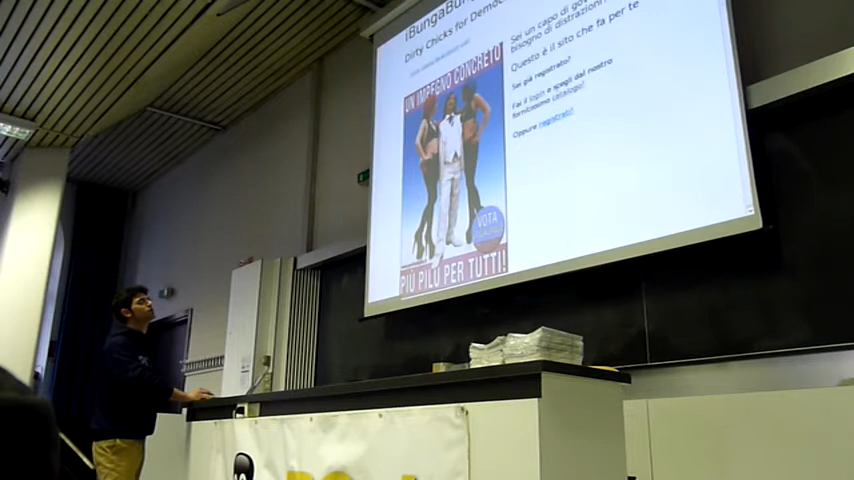 iBungaBun
Dirty Chicks for Democ
Sei un capo di gov
bisogno di distrazioni?
Questo è il sito che fa per te
Sei già registrato?
Fai il login e scegli dal nostro
fornitissimo catalogo!
Oppure registrati!
UN IMPEGNO CONCRETO
VOTA
PIÙ PILU PER TUTTI!